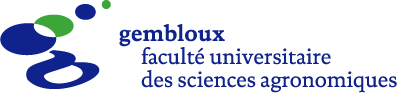 gembloux
faculté universitaire
des sciences agronomiques